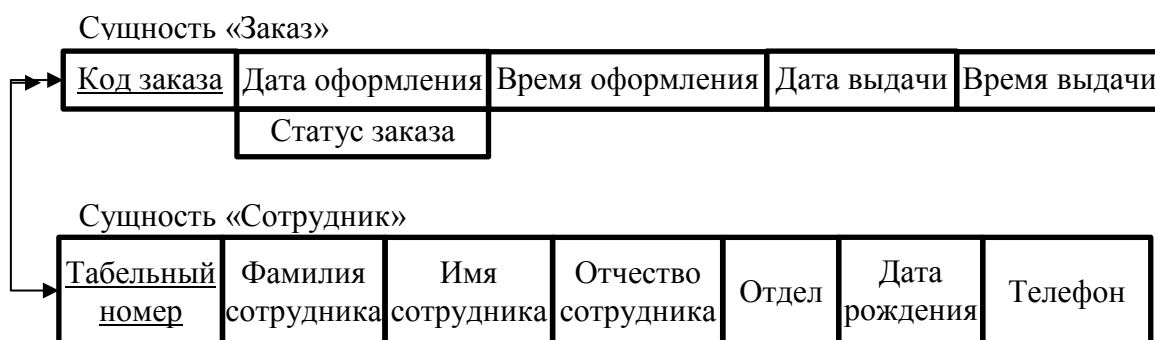 Сущность «Заказ»
Код заказа Дата оформления Время оформления Дата выдачи Время выдачи
Статус заказа
Сущность «Сотрудник»
Табельный номер Фамилия сотрудника Имя сотрудника Отчество сотрудника Отдел Дата рождения Телефон